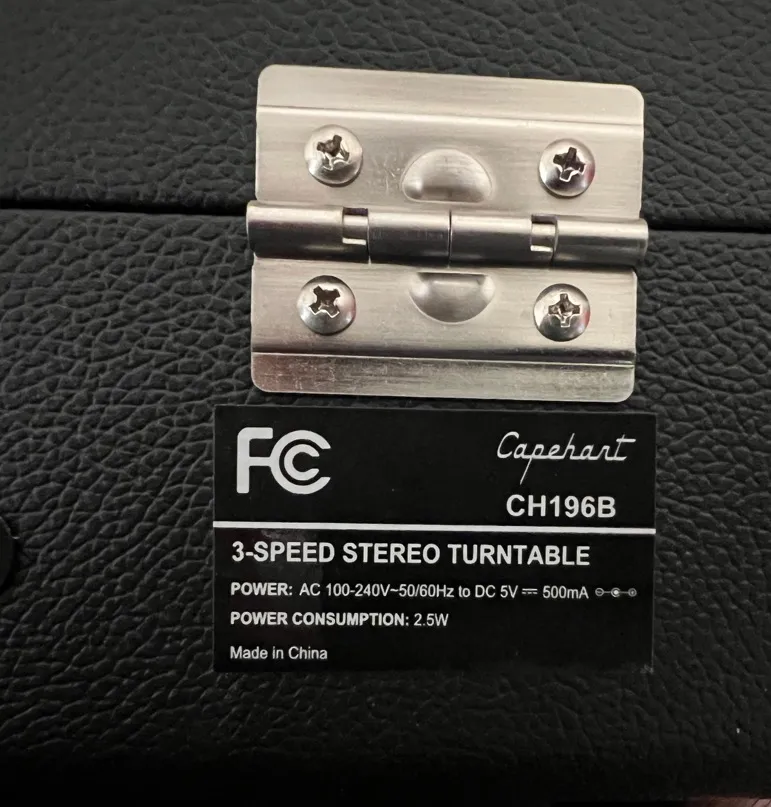 FC
Capehart
CH196B
3-SPEED STEREO TURNTABLE
POWER: AC 100-240V~50/60Hz to DC 5V ⎓ 500mA
POWER CONSUMPTION: 2.5W
Made in China